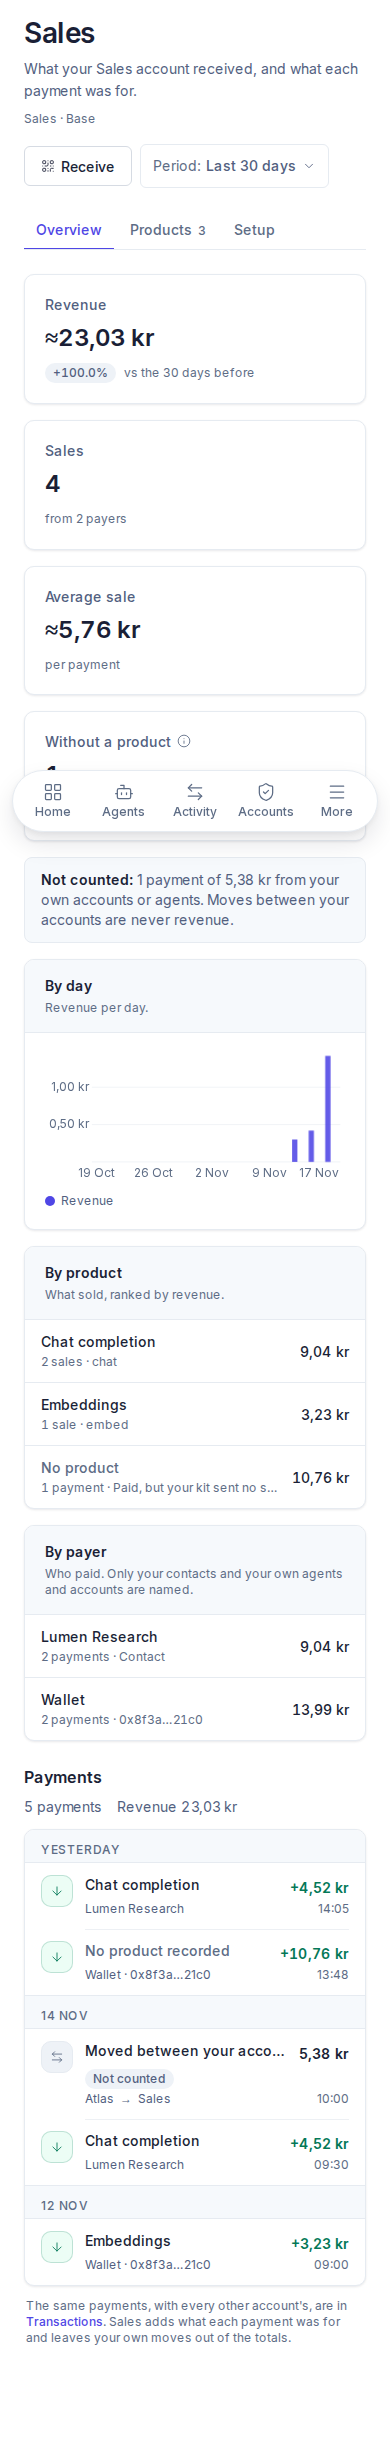 Sales
What your Sales account received, and what each
payment was for.
Sales · Base
Receive
Period: Last 30 days
Overview
Products 3
Setup
Revenue
≈23,03 kr
+100.0% vs the 30 days before
Sales
4
from 2 payers
Average sale
≈5,76 kr
per payment
Without a product
Home
Agents
Activity
Accounts
More
Not counted: 1 payment of 5,38 kr from your
own accounts or agents. Moves between your
accounts are never revenue.
By day
Revenue per day.
1,00 kr
0,50 kr
19 Oct 26 Oct 2 Nov 9 Nov 17 Nov
Revenue
By product
What sold, ranked by revenue.
Chat completion
9,04 kr
2 sales · chat
Embeddings
3,23 kr
1 sale · embed
No product
10,76 kr
1 payment · Paid, but your kit sent no s...
By payer
Who paid. Only your contacts and your own agents
and accounts are named.
Lumen Research
9,04 kr
2 payments · Contact
Wallet
13,99 kr
2 payments · 0x8f3a...21c0
Payments
5 payments Revenue 23,03 kr
YESTERDAY
Chat completion +4,52 kr
Lumen Research 14:05
No product recorded +10,76 kr
Wallet · 0x8f3a...21c0 13:48
14 NOV
Moved between your acco... 5,38 kr
Not counted
Atlas → Sales 10:00
Chat completion +4,52 kr
Lumen Research 09:30
12 NOV
Embeddings +3,23 kr
Wallet · 0x8f3a...21c0 09:00
The same payments, with every other account's, are in
Transactions. Sales adds what each payment was for
and leaves your own moves out of the totals.